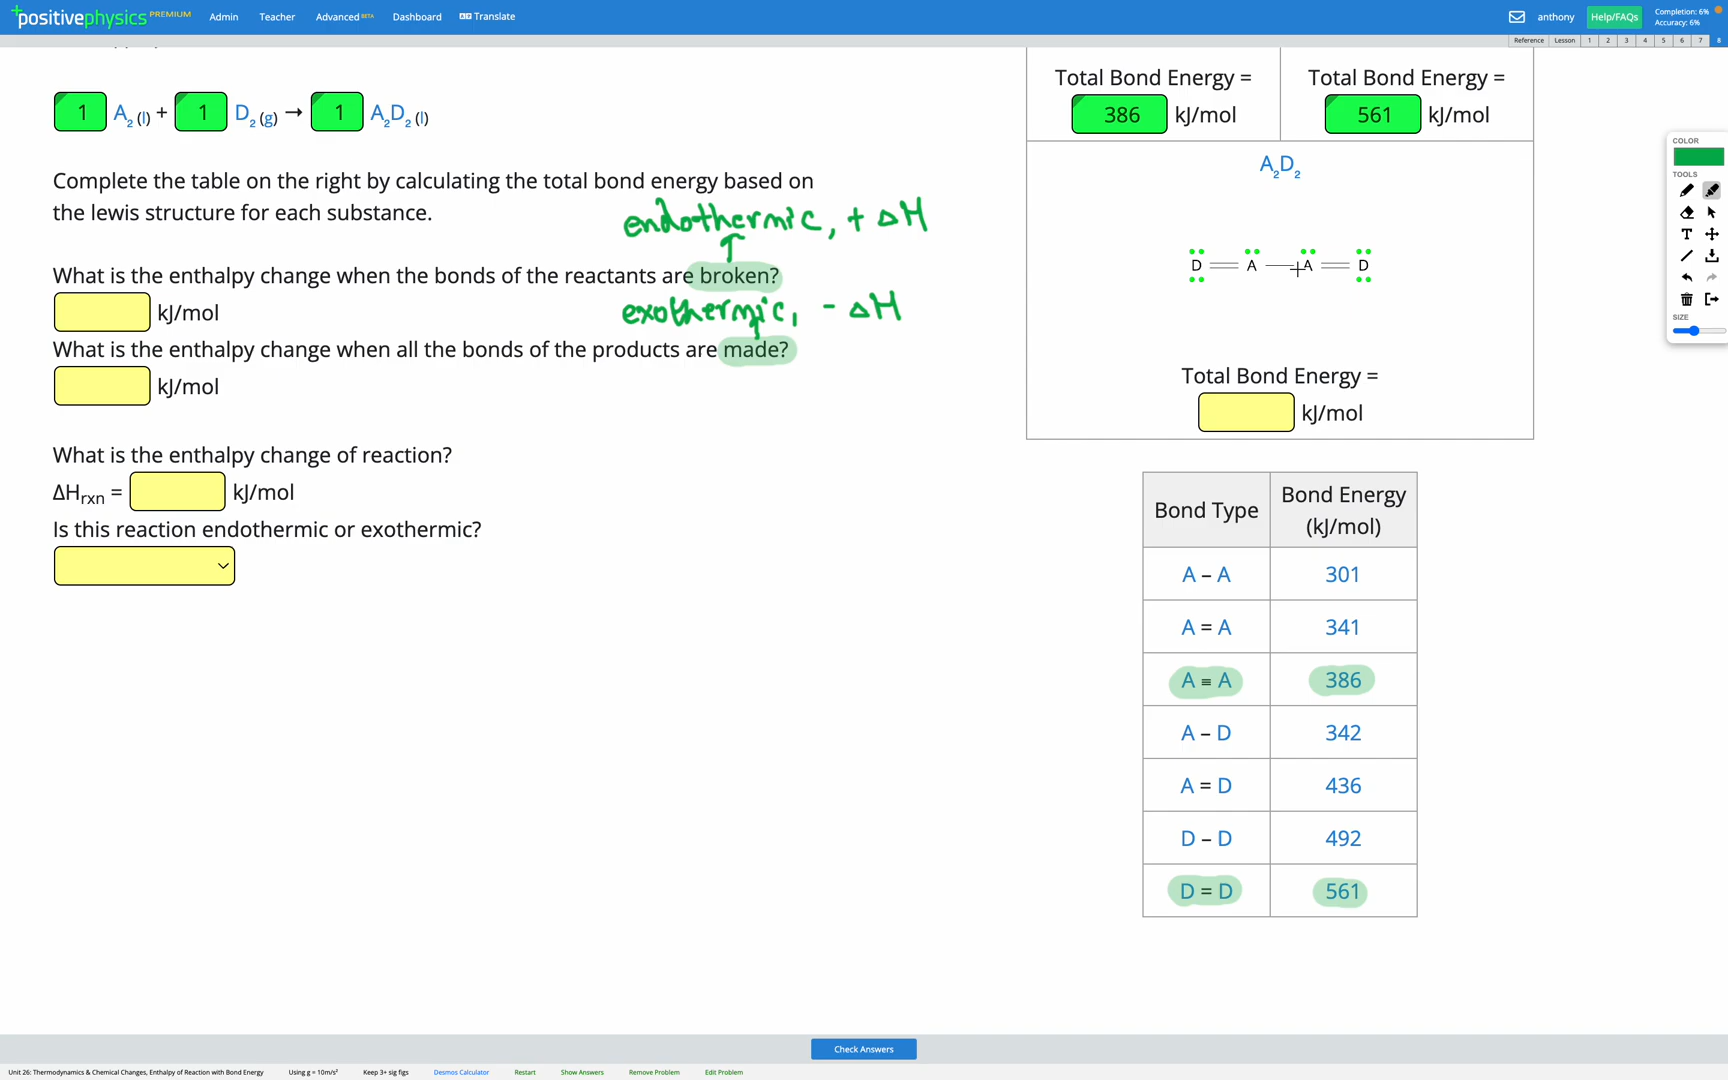 +positivephysics PREMIUM Admin Teacher Advanced BETA Dashboard Translate anthony Help/FAQs Completion: 6%
Accuracy: 6%
Reference Lesson 1 2 3 4 5 6 7 8
1 A₂ (l) + 1 D₂ (g) → 1 A₂D₂ (l)
Complete the table on the right by calculating the total bond energy based on
the lewis structure for each substance.
endothermic, + ΔH
What is the enthalpy change when the bonds of the reactants are broken?
kJ/mol
exothermic, - ΔH
What is the enthalpy change when all the bonds of the products are made?
kJ/mol
What is the enthalpy change of reaction?
ΔHrxn = kJ/mol
Is this reaction endothermic or exothermic?
Total Bond Energy =
386 kJ/mol
Total Bond Energy =
561 kJ/mol
A₂D₂
D A A D
Total Bond Energy =
kJ/mol
Bond Type Bond Energy
(kJ/mol)
A – A 301
A = A 341
A ≡ A 386
A – D 342
A = D 436
D – D 492
D = D 561
COLOR
TOOLS
T
SIZE
Check Answers
Unit 26: Thermodynamics & Chemical Changes, Enthalpy of Reaction with Bond Energy Using g = 10m/s² Keep 3+ sig figs Desmos Calculator Restart Show Answers Remove Problem Edit Problem